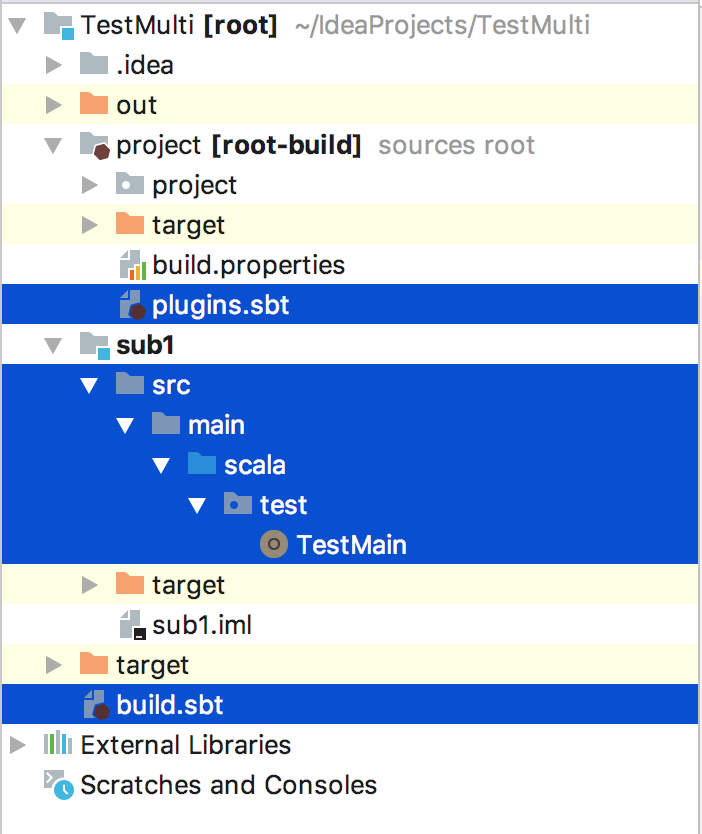 TestMulti [root] ~/IdeaProjects/TestMulti
.idea
out
project [root-build] sources root
project
target
build.properties
plugins.sbt
sub1
src
main
scala
test
TestMain
target
sub1.iml
target
build.sbt
External Libraries
Scratches and Consoles